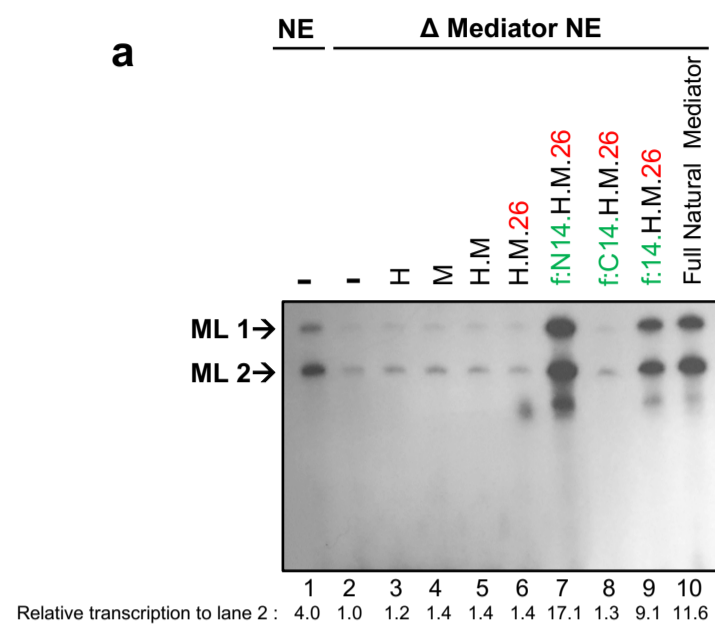 a
NE
Δ Mediator NE
-
-
H
M
H.M
H.M.26
f:N14.H.M.26
f:C14.H.M.26
f:14.H.M.26
Full Natural Mediator
ML 1→
ML 2→
1 2 3 4 5 6 7 8 9 10
Relative transcription to lane 2 : 4.0 1.0 1.2 1.4 1.4 1.4 17.1 1.3 9.1 11.6